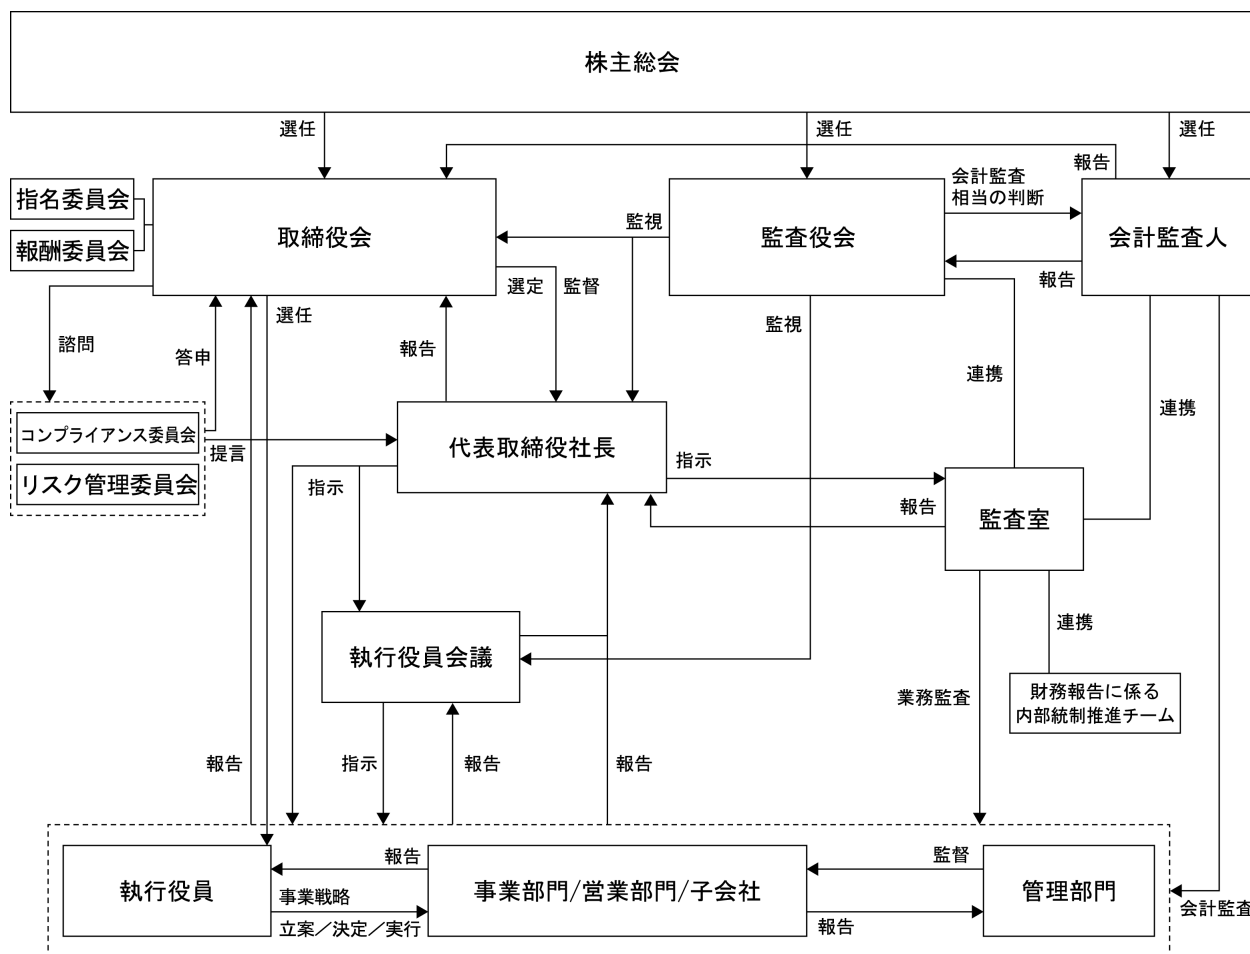 株主総会
選任
選任
選任
報告
指名委員会
報酬委員会
取締役会
監視
監査役会
会計監査
相当の判断
会計監査人
報告
選定
監督
選任
監視
諮問
答申
報告
連携
連携
コンプライアンス委員会
リスク管理委員会
提言
代表取締役社長
指示
指示
報告
監査室
執行役員会議
連携
業務監査
財務報告に係る
内部統制推進チーム
報告
指示
報告
報告
執行役員
報告
事業戦略
立案／決定／実行
事業部門/営業部門/子会社
監督
報告
管理部門
会計監査